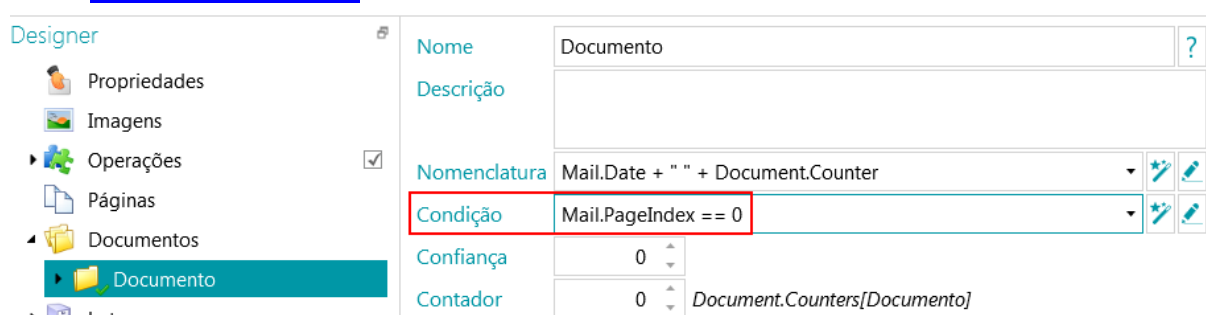 Designer
Propriedades
Imagens
Operações
Páginas
Documentos
Documento
Nome Documento ?
Descrição
Nomenclatura Mail.Date + " " + Document.Counter
Condição Mail.PageIndex == 0
Confiança 0
Contador 0 Document.Counters[Documento]